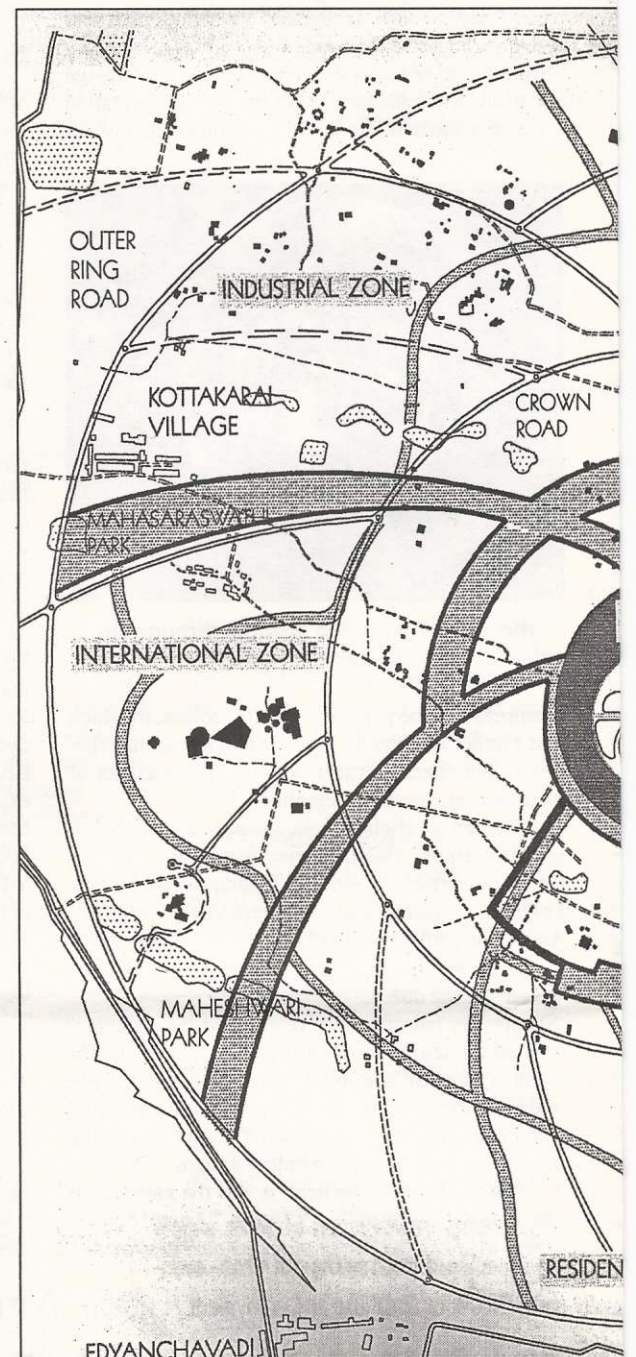 OUTER
RING
ROAD
INDUSTRIAL ZONE
KOTTAKARAI
VILLAGE
CROWN
ROAD
MAHASARASWATI
PARK
INTERNATIONAL ZONE
MAHESHWARI
PARK
RESIDEN
EDYANCHAVADI